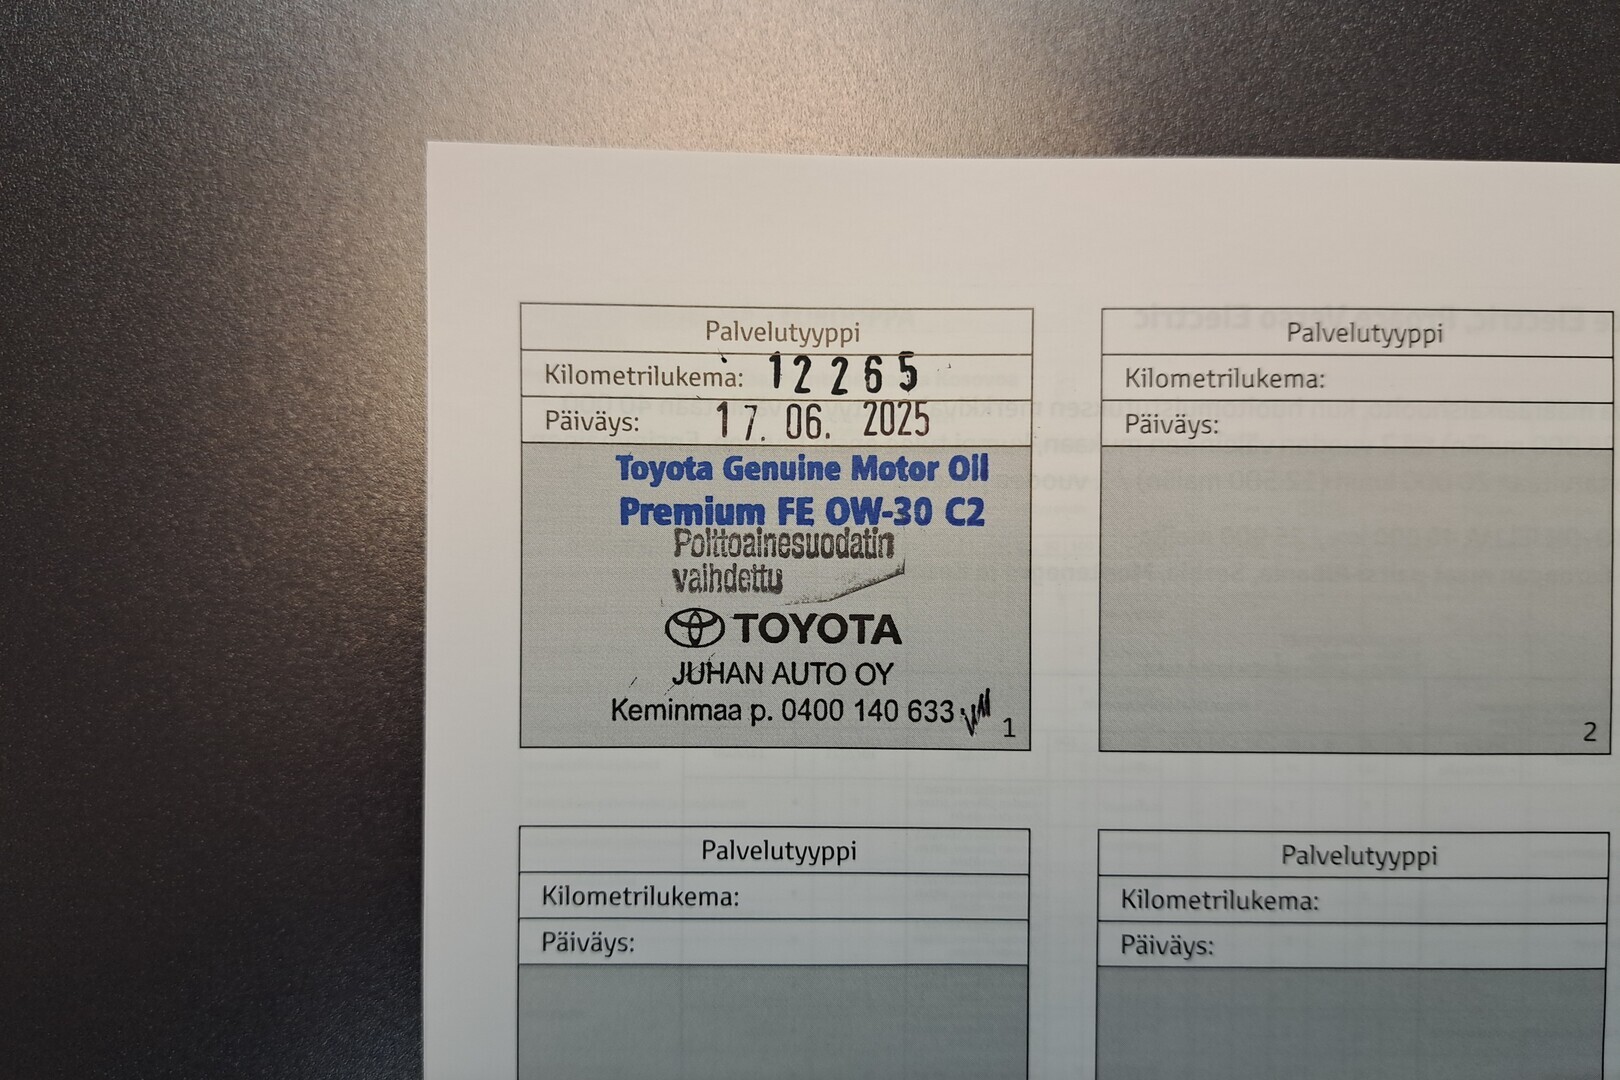 Palvelutyyppi
Kilometrilukema: 12265
Päiväys: 17. 06. 2025
Toyota Genuine Motor Oil
Premium FE 0W-30 C2
Polttoainesuodatin
vaihdettu
TOYOTA
JUHAN AUTO OY
Keminmaa p. 0400 140 633
1
Palvelutyyppi
Kilometrilukema:
Päiväys:
2
Palvelutyyppi
Kilometrilukema:
Päiväys:
Palvelutyyppi
Kilometrilukema:
Päiväys: